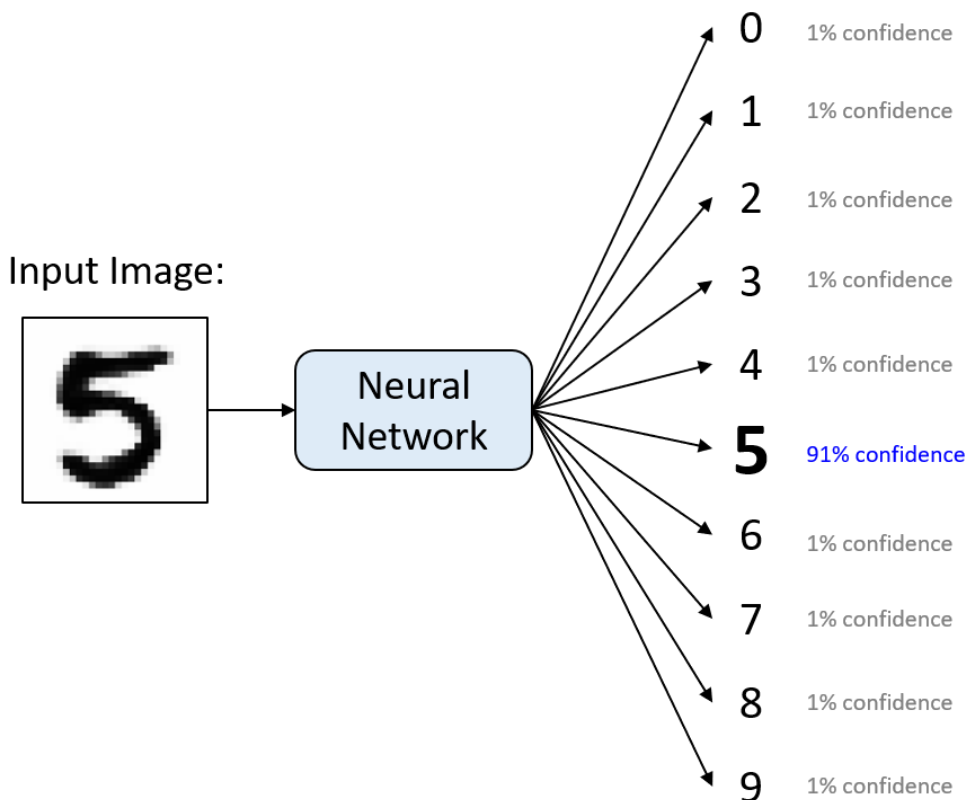 0 1% confidence
1 1% confidence
2 1% confidence
3 1% confidence
4 1% confidence
5 91% confidence
6 1% confidence
7 1% confidence
8 1% confidence
9 1% confidence
Input Image:
5
Neural
Network